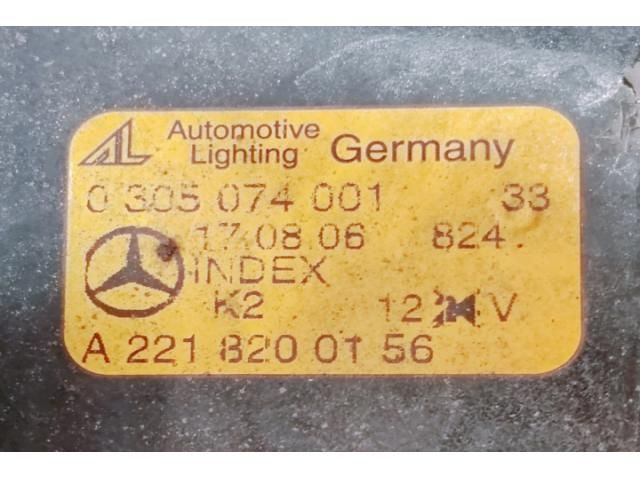 AL Automotive Lighting Germany
0 305 074 001 33
17.08.06 824.
INDEX
K2 12 V
A 221 820 01 56